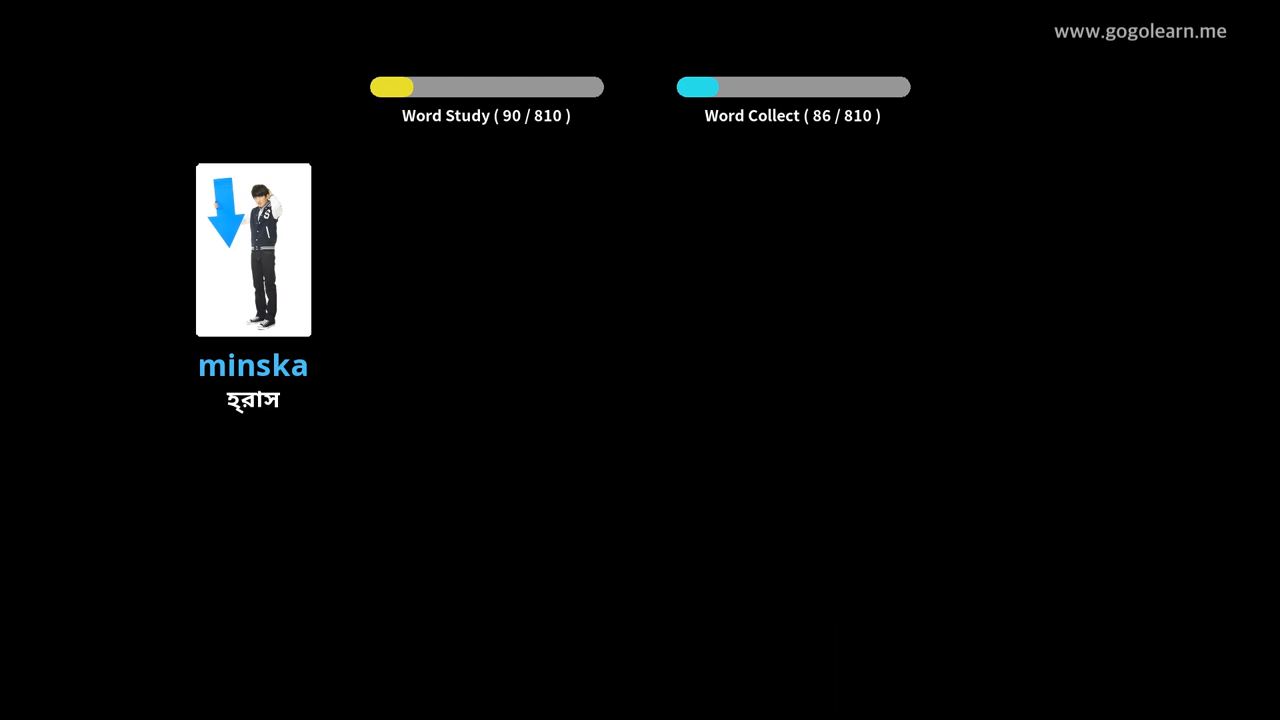 www.gogolearn.me
Word Study ( 90 / 810 )
Word Collect ( 86 / 810 )
S
minska
হ্রাস